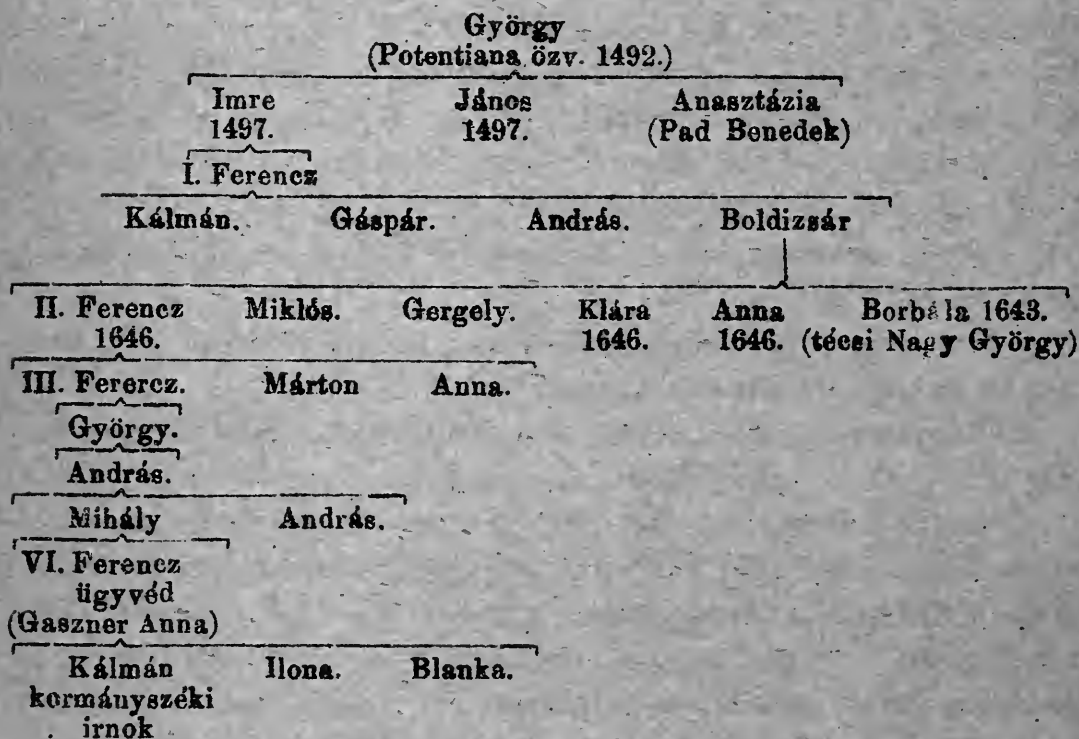 György
(Potentiana özv. 1492.)
Imre János Anasztázia
1497. 1497. (Pad Benedek)
I. Ferencz
Kálmán. Gáspár. András. Boldizsár
II. Ferencz Miklós. Gergely. Klára Anna Borbála 1643.
1646. 1646. 1646. (técsi Nagy György)
III. Ferercz. Márton Anna.
György.
András.
Mihály András.
VI. Ferencz
ügyvéd
(Gaszner Anna)
Kálmán Ilona. Blanka.
kormányszéki
irnok